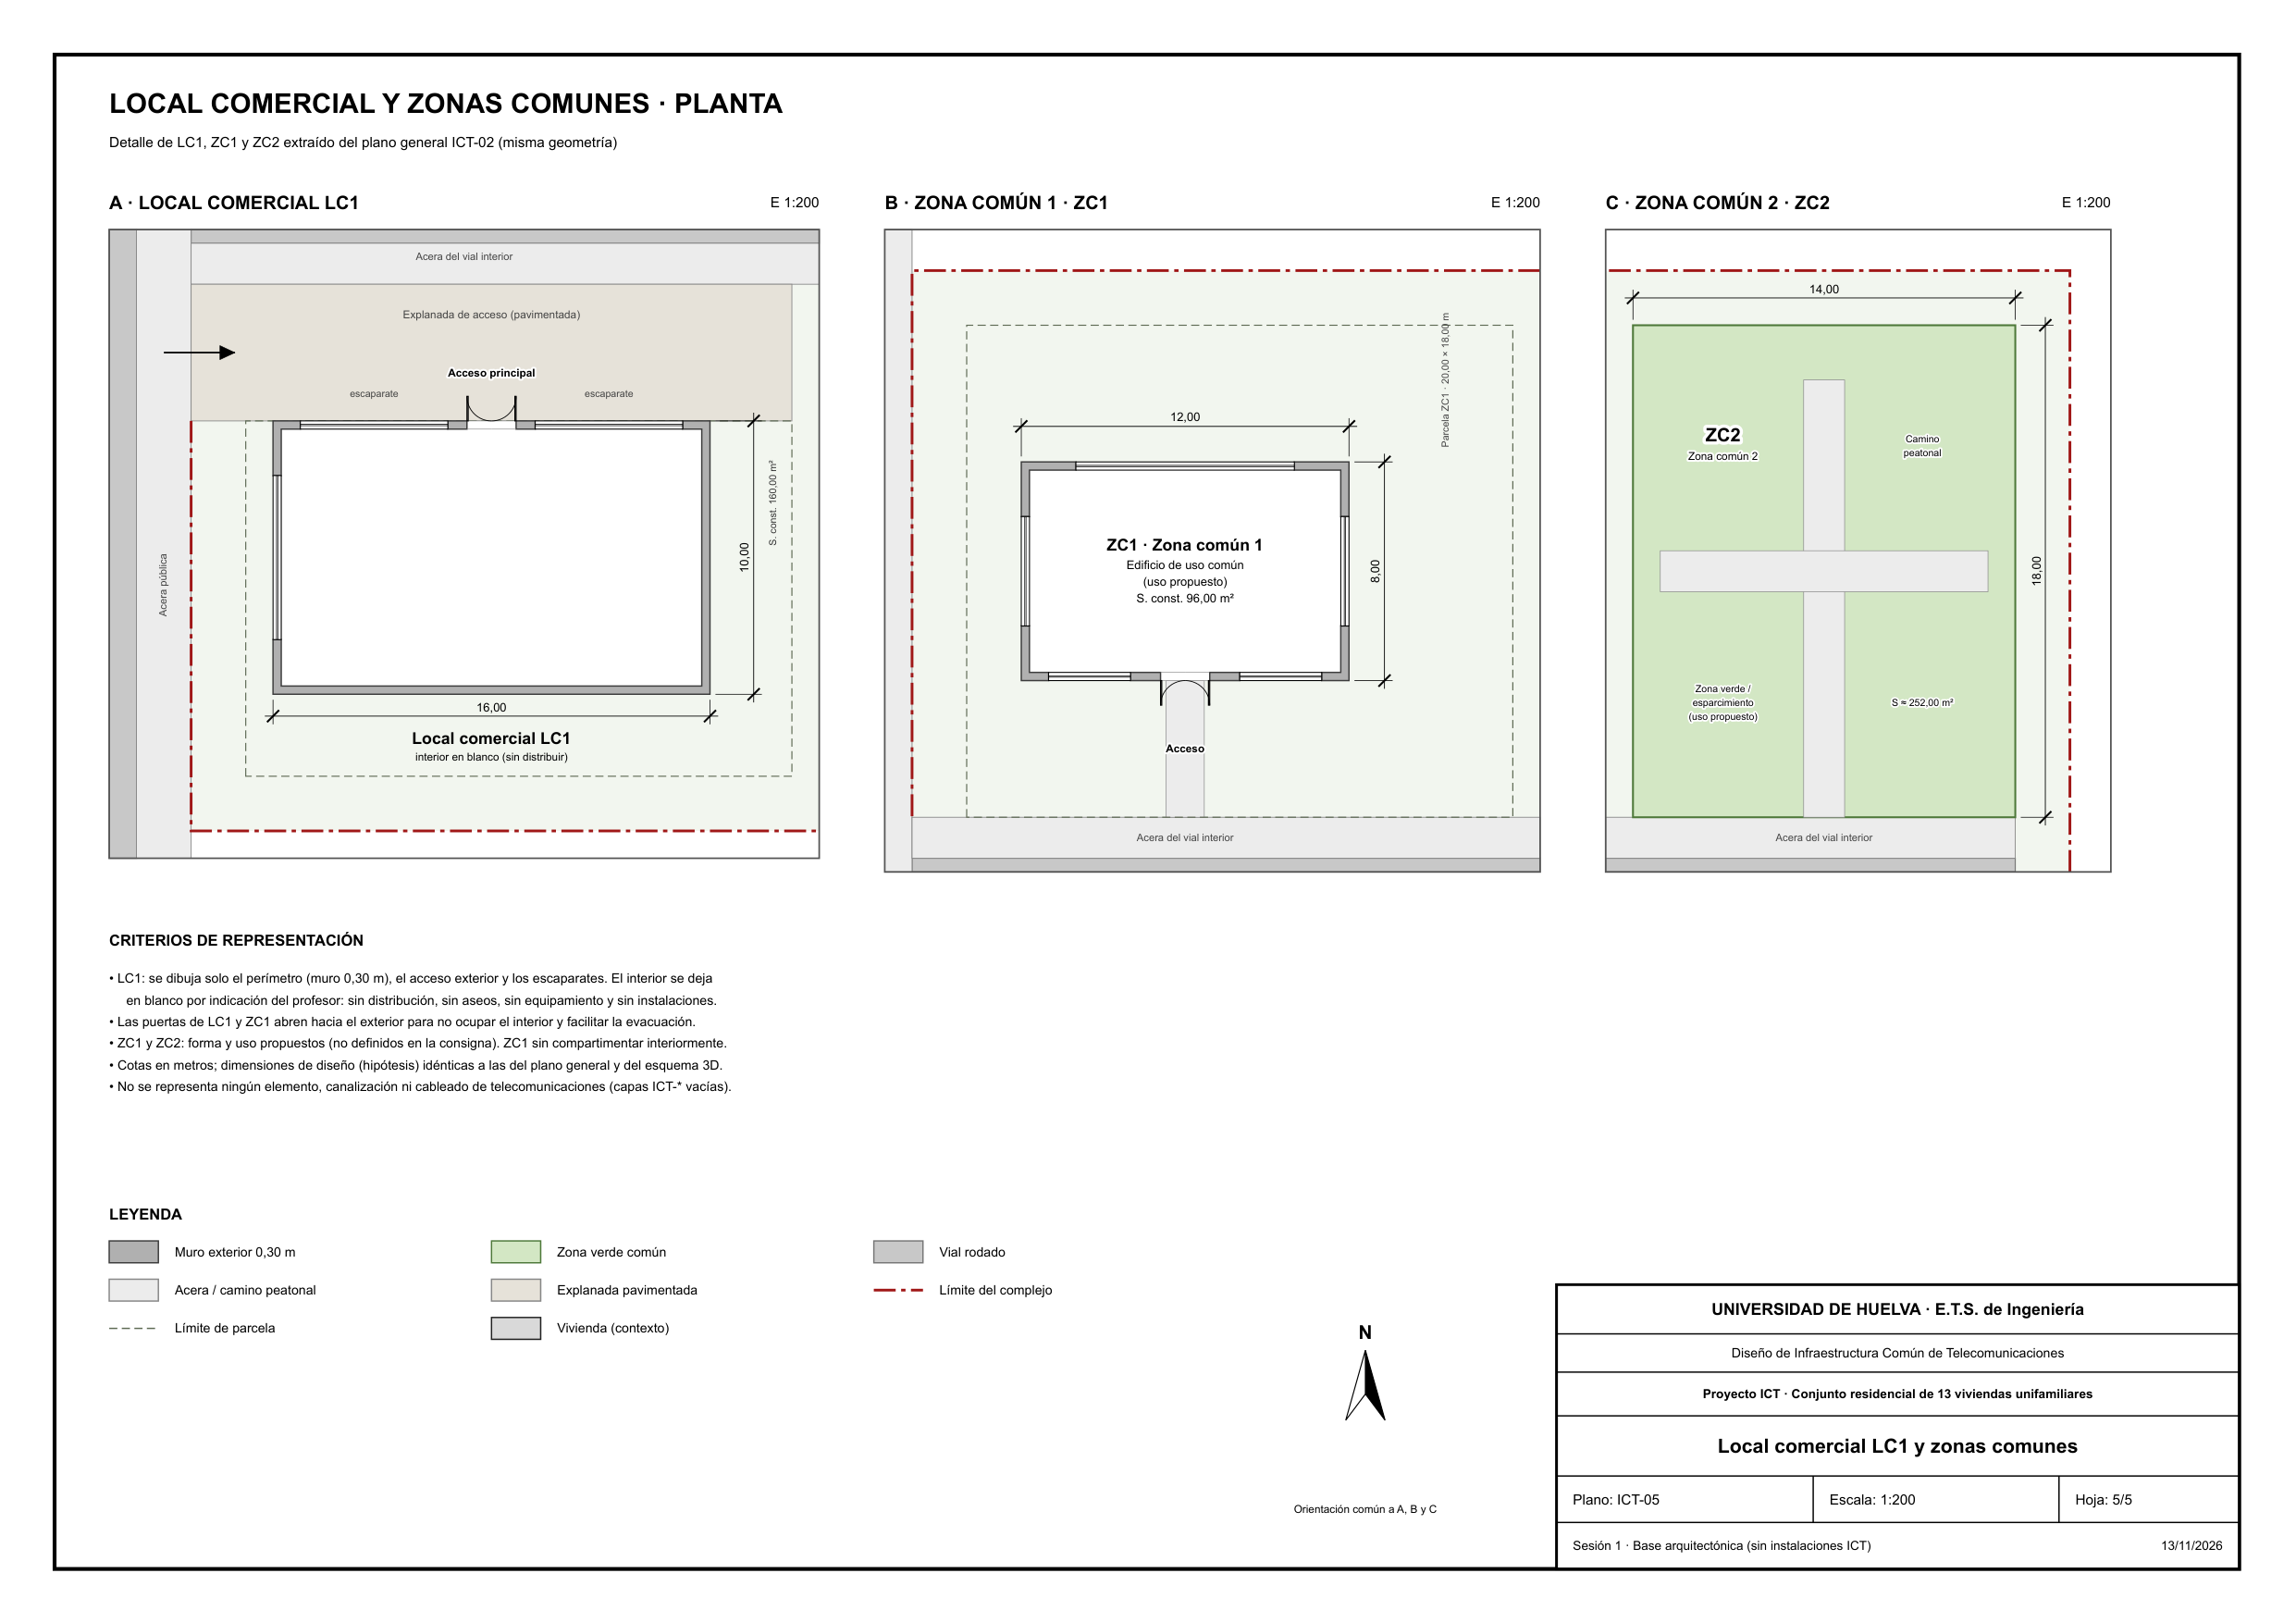 LOCAL COMERCIAL Y ZONAS COMUNES · PLANTA
Detalle de LC1, ZC1 y ZC2 extraído del plano general ICT-02 (misma geometría)
A · LOCAL COMERCIAL LC1
E 1:200
Acera del vial interior
Explanada de acceso (pavimentada)
Acceso principal
escaparate
escaparate
Acera pública
10,00
S. const. 160,00 m²
16,00
Local comercial LC1
interior en blanco (sin distribuir)
B · ZONA COMÚN 1 · ZC1
E 1:200
Parcela ZC1 · 20,00 × 18,00 m
12,00
8,00
ZC1 · Zona común 1
Edificio de uso común
(uso propuesto)
S. const. 96,00 m²
Acceso
Acera del vial interior
C · ZONA COMÚN 2 · ZC2
E 1:200
14,00
ZC2
Zona común 2
Camino
peatonal
18,00
Zona verde /
esparcimiento
(uso propuesto)
S = 252,00 m²
Acera del vial interior
CRITERIOS DE REPRESENTACIÓN
• LC1: se dibuja solo el perímetro (muro 0,30 m), el acceso exterior y los escaparates. El interior se deja
en blanco por indicación del profesor: sin distribución, sin aseos, sin equipamiento y sin instalaciones.
• Las puertas de LC1 y ZC1 abren hacia el exterior para no ocupar el interior y facilitar la evacuación.
• ZC1 y ZC2: forma y uso propuestos (no definidos en la consigna). ZC1 sin compartimentar interiormente.
• Cotas en metros; dimensiones de diseño (hipótesis) idénticas a las del plano general y del esquema 3D.
• No se representa ningún elemento, canalización ni cableado de telecomunicaciones (capas ICT-* vacías).
LEYENDA
Muro exterior 0,30 m
Zona verde común
Vial rodado
Acera / camino peatonal
Explanada pavimentada
Límite del complejo
Límite de parcela
Vivienda (contexto)
N
Orientación común a A, B y C
UNIVERSIDAD DE HUELVA · E.T.S. de Ingeniería
Diseño de Infraestructura Común de Telecomunicaciones
Proyecto ICT · Conjunto residencial de 13 viviendas unifamiliares
Local comercial LC1 y zonas comunes
Plano: ICT-05
Escala: 1:200
Hoja: 5/5
Sesión 1 · Base arquitectónica (sin instalaciones ICT)
13/11/2026